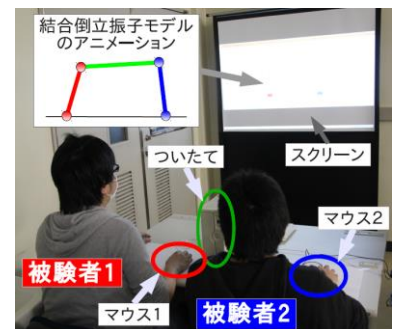 結合倒立振子モデル
のアニメーション
ついたて
スクリーン
マウス2
被験者1
マウス1
被験者2